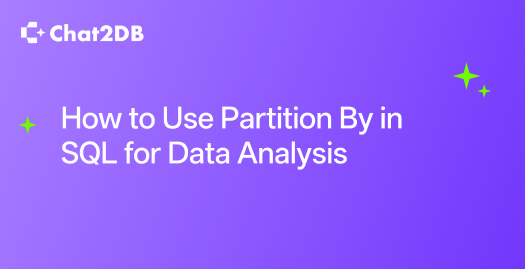 Chat2DB
How to Use Partition By in
SQL for Data Analysis